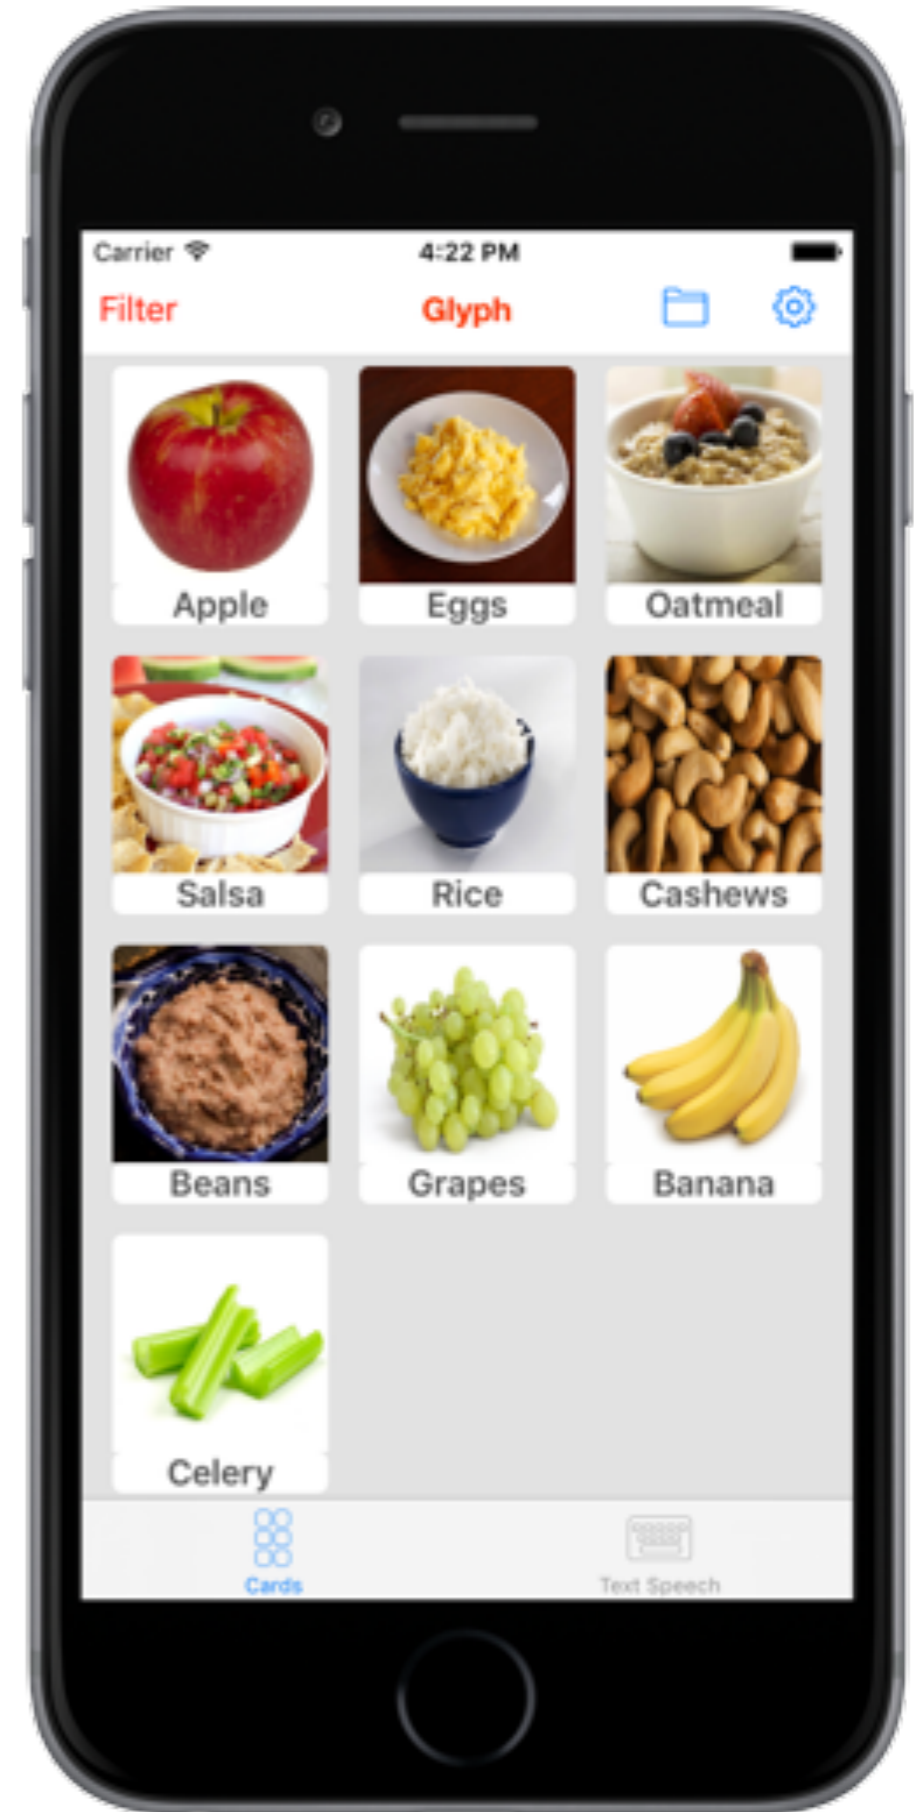 Carrier 4:22 PM
Filter Glyph
Apple Eggs Oatmeal
Salsa Rice Cashews
Beans Grapes Banana
Celery
Cards Text Speech